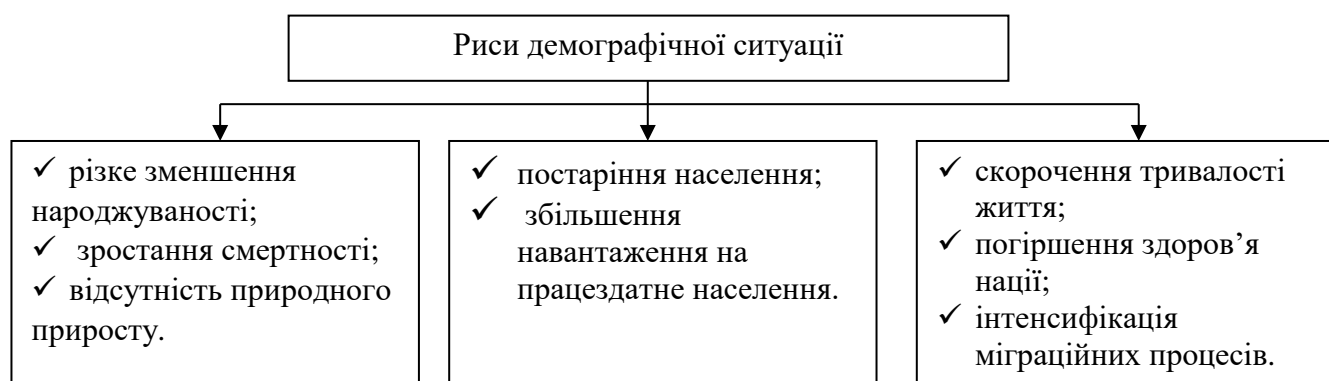 Риси демографічної ситуації
✓ різке зменшення
народжуваності;
✓ зростання смертності;
✓ відсутність природного
приросту.
✓ постаріння населення;
✓ збільшення
навантаження на
працездатне населення.
✓ скорочення тривалості
життя;
✓ погіршення здоров’я
нації;
✓ інтенсифікація
міграційних процесів.